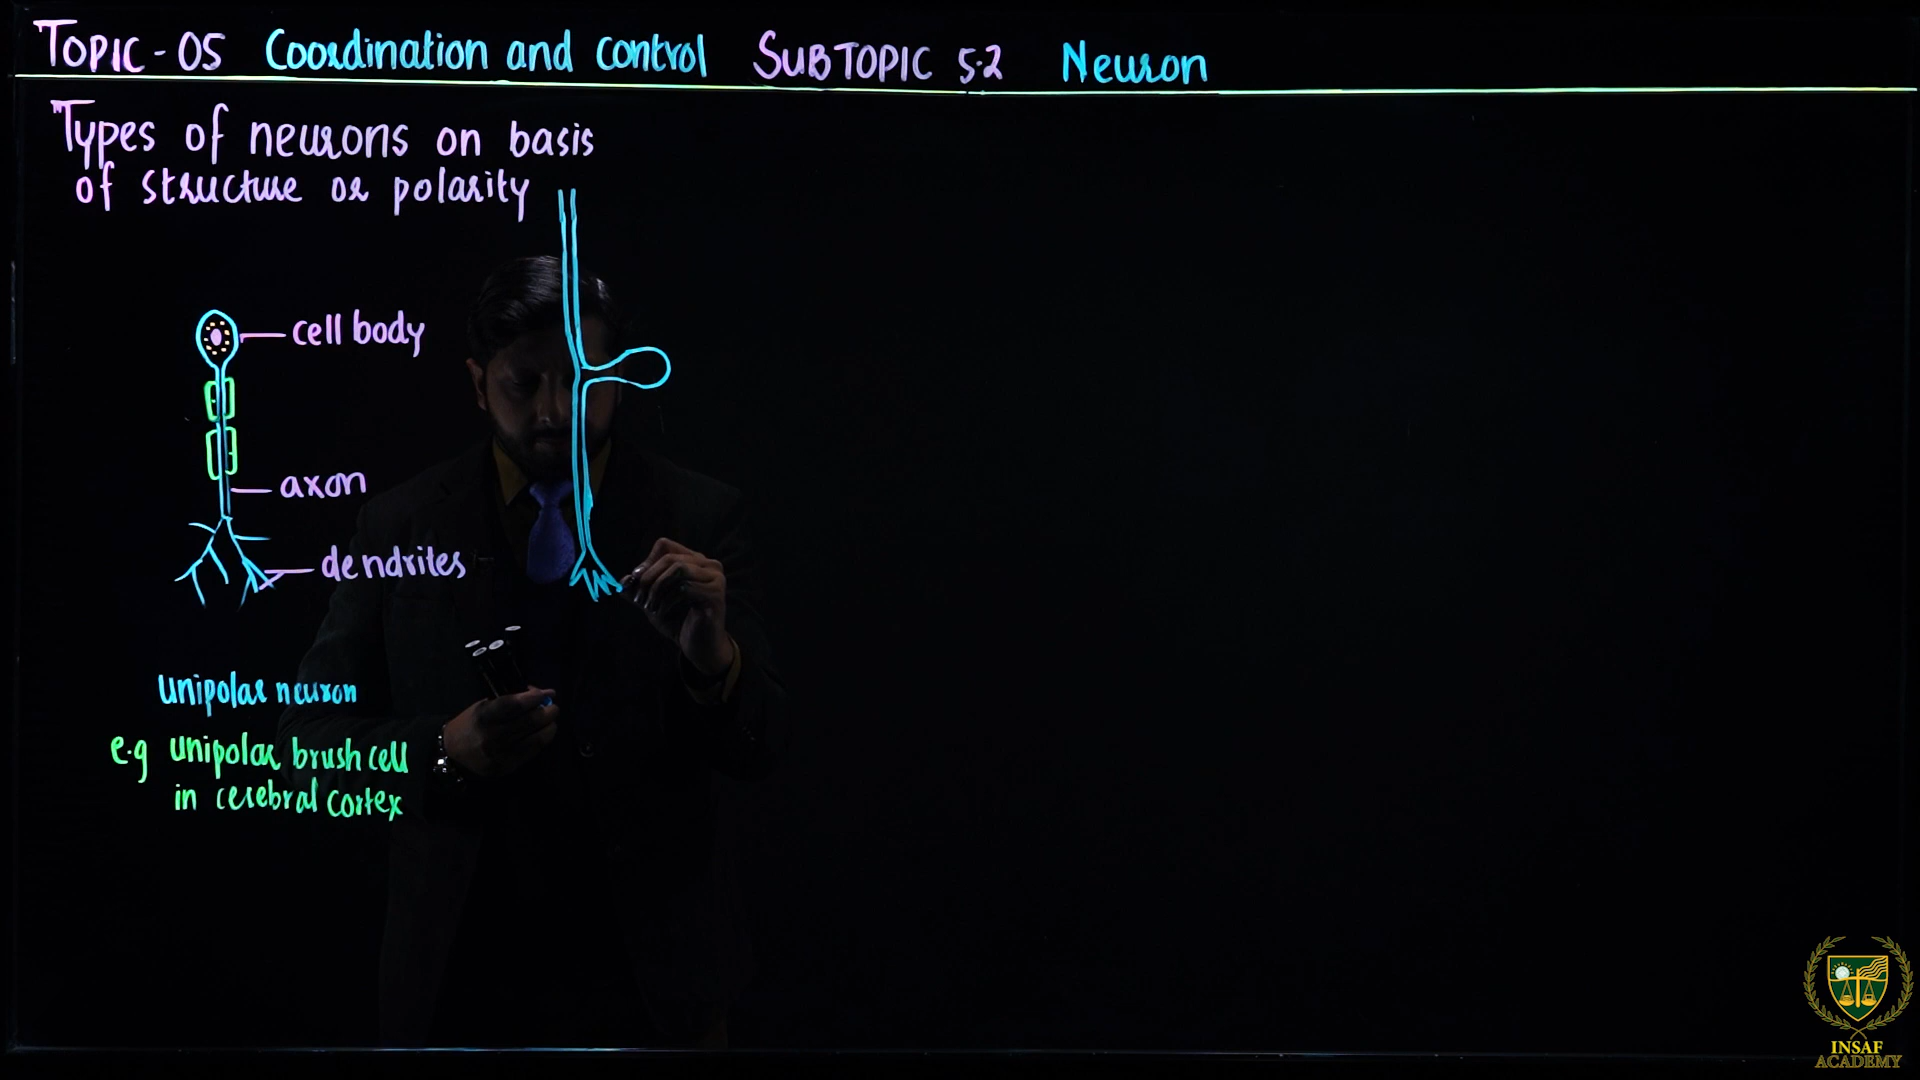 TOPIC - 05 Coordination and control SUBTOPIC 5.2 Neuron
Types of neurons on basis
of structure or polarity
cell body
axon
dendrites
unipolar neuron
e.g unipolar brush cell
in cerebral cortex
INSAF
ACADEMY